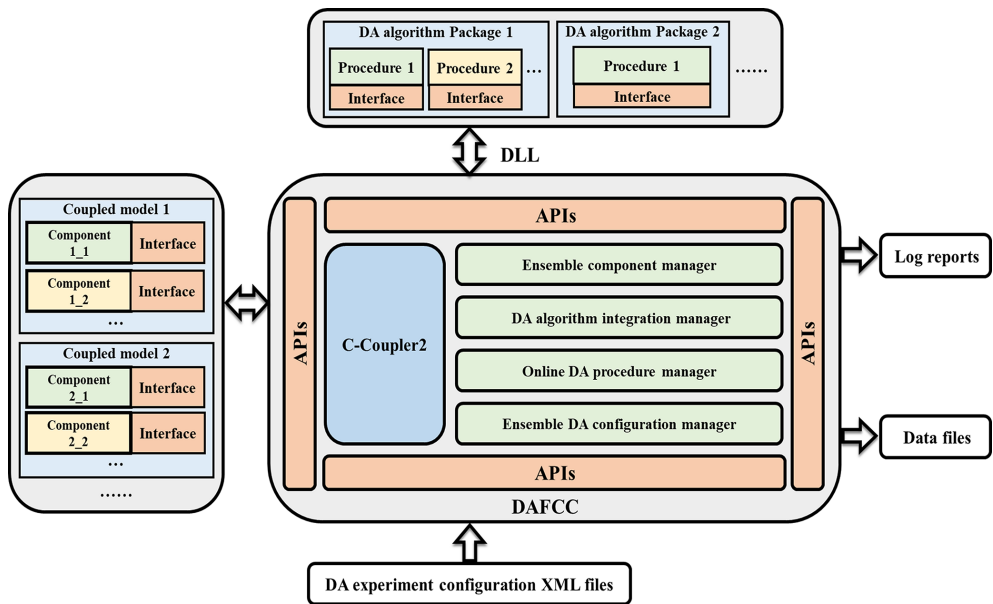 DA algorithm Package 1
Procedure 1
Interface
Procedure 2
Interface
...
DA algorithm Package 2
Procedure 1
Interface
......
DLL
Coupled model 1
Component
1_1
Interface
Component
1_2
Interface
...
Coupled model 2
Component
2_1
Interface
Component
2_2
Interface
...
......
APIs
APIs
C-Coupler2
Ensemble component manager
DA algorithm integration manager
Online DA procedure manager
Ensemble DA configuration manager
APIs
APIs
DAFCC
Log reports
Data files
DA experiment configuration XML files